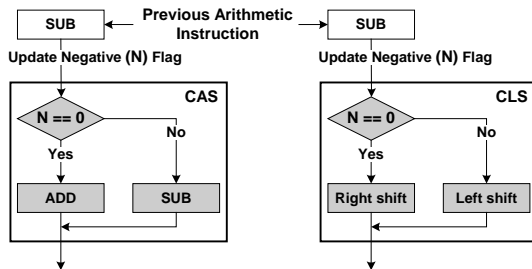 SUB
Previous Arithmetic
Instruction
SUB
Update Negative (N) Flag
Update Negative (N) Flag
CAS
N == 0
No
Yes
ADD
SUB
CLS
N == 0
No
Yes
Right shift
Left shift